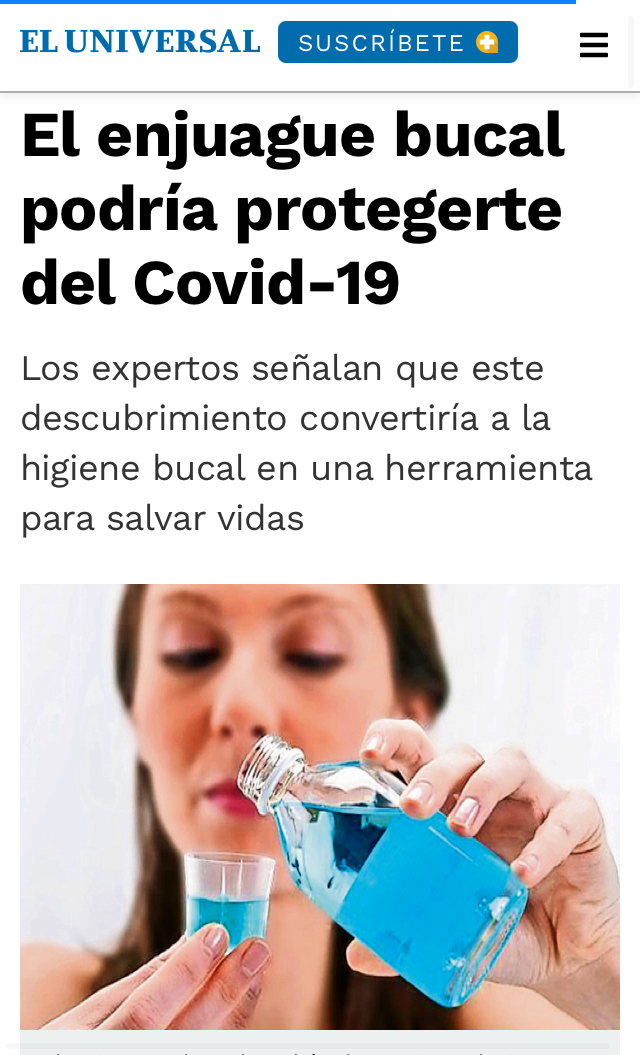 EL UNIVERSAL SUSCRÍBETE
El enjuague bucal
podría protegerte
del Covid-19
Los expertos señalan que este
descubrimiento convertiría a la
higiene bucal en una herramienta
para salvar vidas